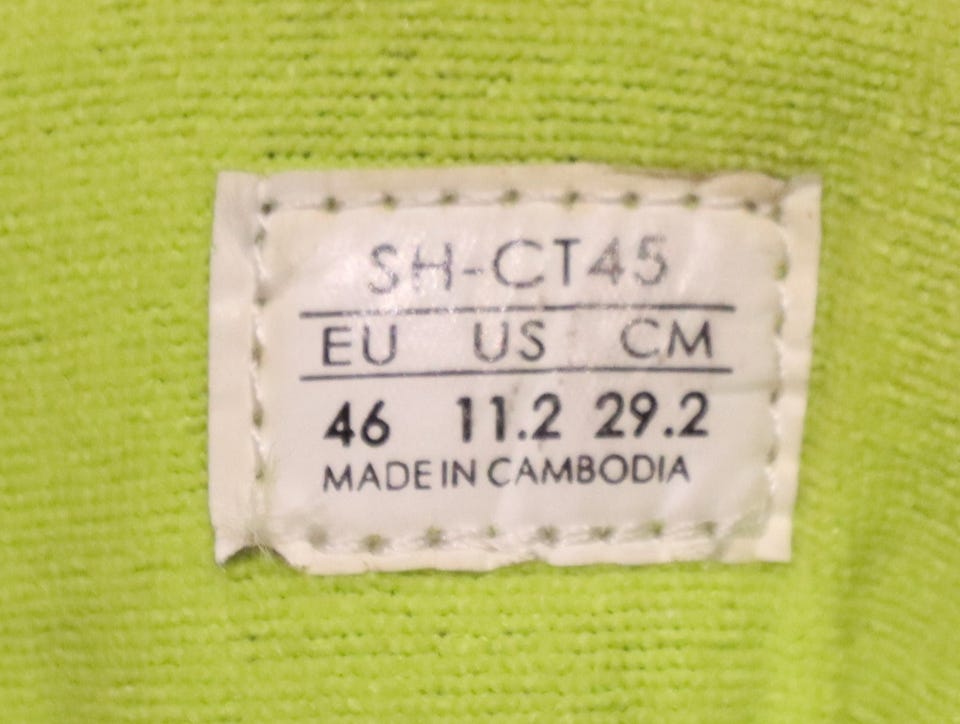 SH-CT45
EU US CM
46 11.2 29.2
MADE IN CAMBODIA